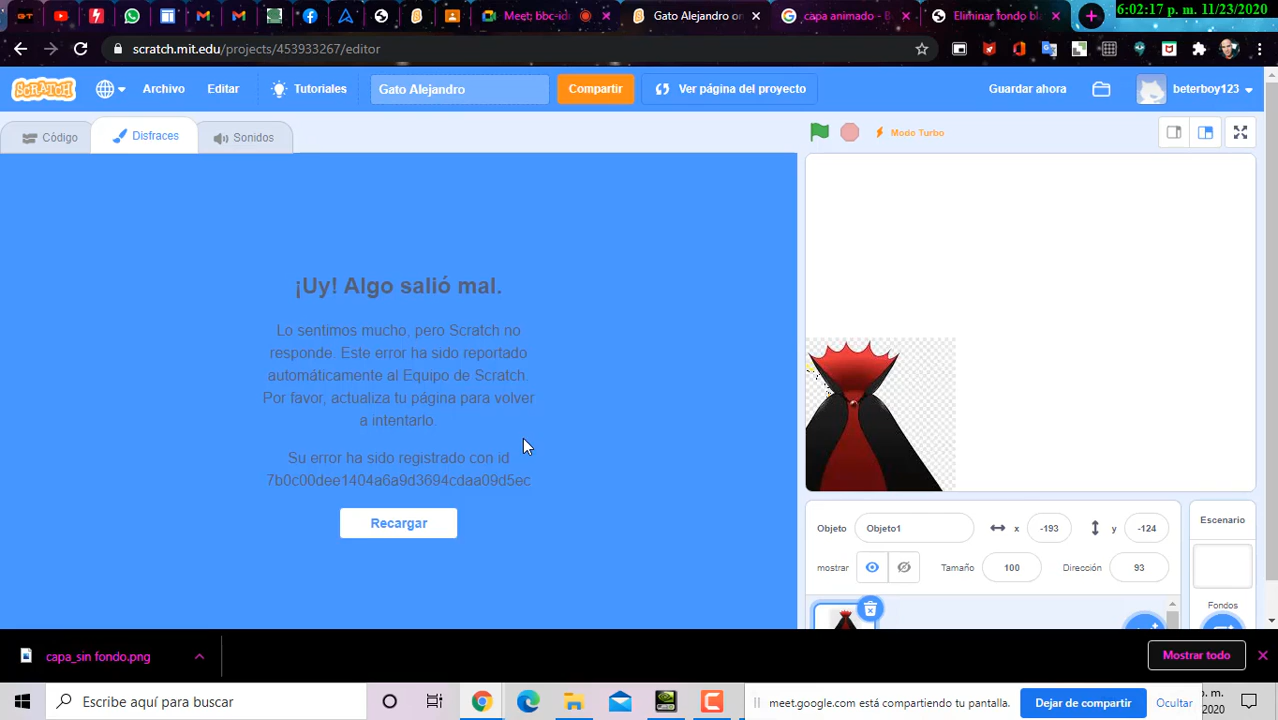 6:02:17 p. m. 11/23/2020
Meet: bbc-id
Gato Alejandro on
capa animado - B
Eliminar fondo bl
scratch.mit.edu/projects/453933267/editor
SCRATCH
Archivo
Editar
Tutoriales
Gato Alejandro
Compartir
Ver página del proyecto
Guardar ahora
beterboy123
Código
Disfraces
Sonidos
Modo Turbo
¡Uy! Algo salió mal.
Lo sentimos mucho, pero Scratch no
responde. Este error ha sido reportado
automáticamente al Equipo de Scratch.
Por favor, actualiza tu página para volver
a intentarlo.
Su error ha sido registrado con id
7b0c00dee1404a6a9d3694cdaa09d5ec
Recargar
Objeto
Objeto1
x
-193
y
-124
mostrar
Tamaño
100
Dirección
93
Escenario
Fondos
capa_sin fondo.png
Mostrar todo
Escribe aquí para buscar
meet.google.com está compartiendo tu pantalla.
Dejar de compartir
Ocultar
p. m.
2020